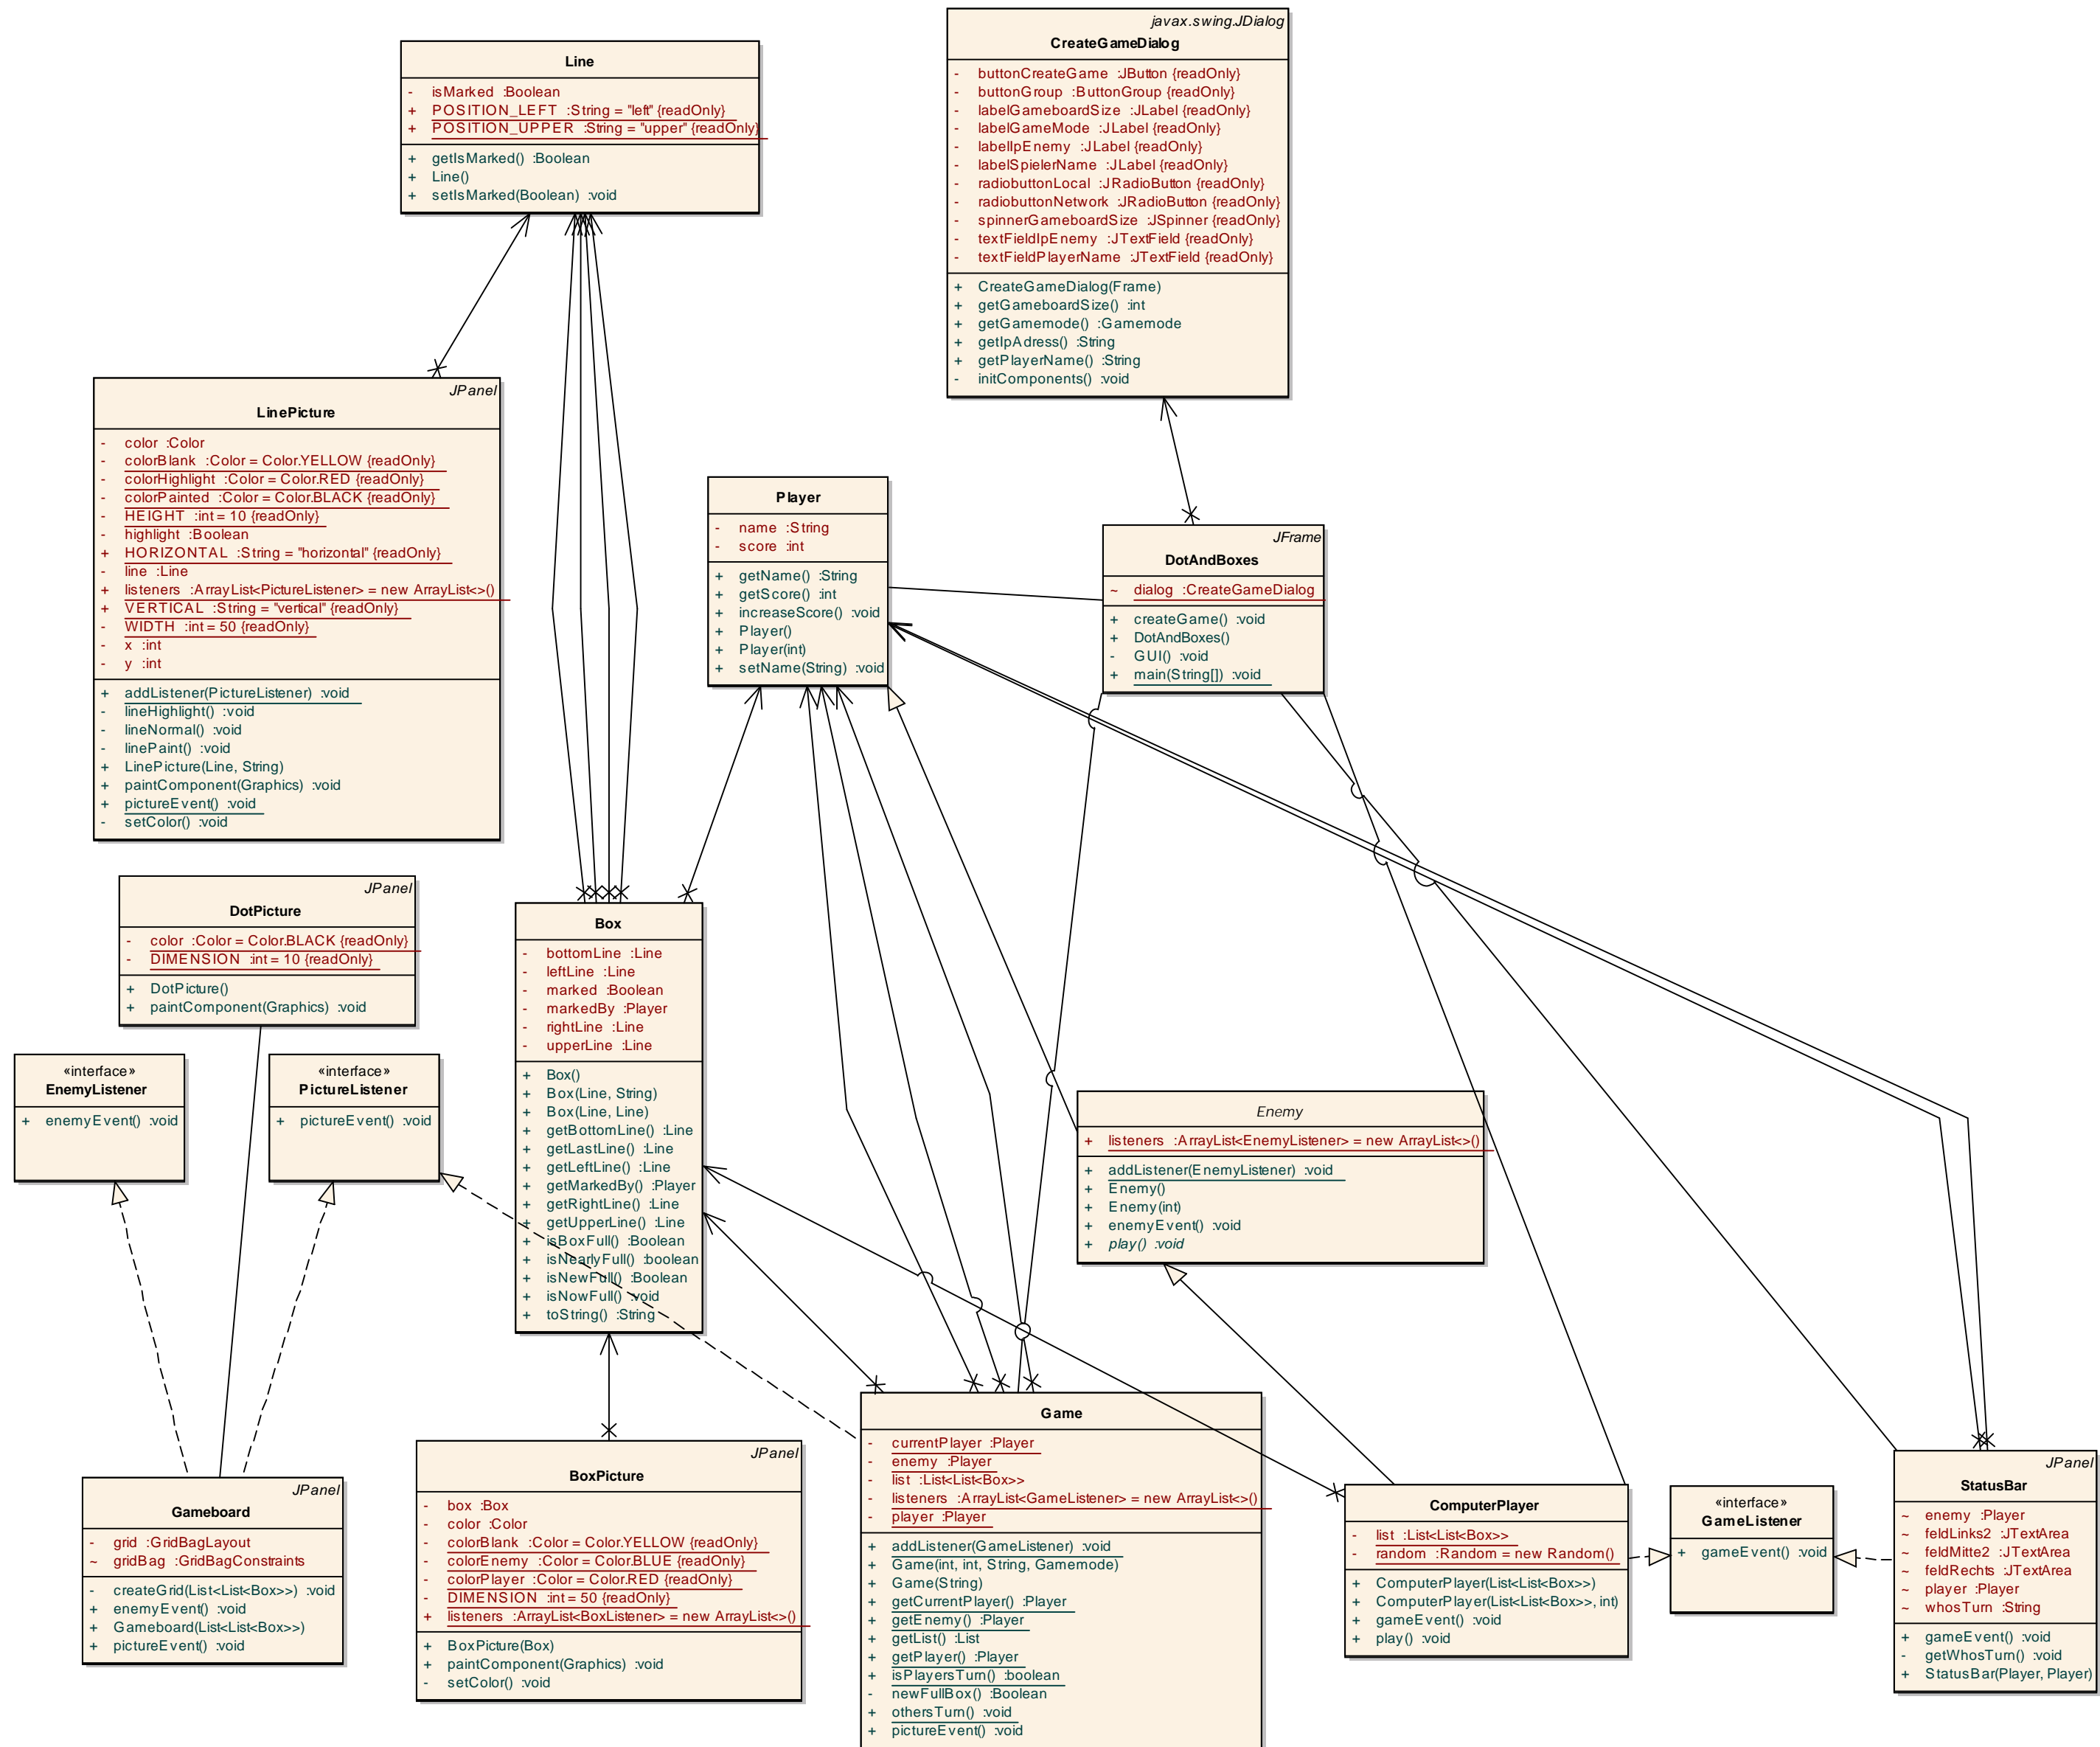 Line
- isMarked :Boolean
+ POSITION_LEFT :String = "left" {readOnly}
+ POSITION_UPPER :String = "upper" {readOnly}
+ getIsMarked() :Boolean
+ Line()
+ setIsMarked(Boolean) :void
javax.swing.JDialog
CreateGameDialog
- buttonCreateGame :JButton {readOnly}
- buttonGroup :ButtonGroup {readOnly}
- labelGameboardSize :JLabel {readOnly}
- labelGameMode :JLabel {readOnly}
- labelIpEnemy :JLabel {readOnly}
- labelSpielerName :JLabel {readOnly}
- radiobuttonLocal :JRadioButton {readOnly}
- radiobuttonNetwork :JRadioButton {readOnly}
- spinnerGameboardSize :JSpinner {readOnly}
- textFieldIpEnemy :JTextField {readOnly}
- textFieldPlayerName :JTextField {readOnly}
+ CreateGameDialog(Frame)
+ getGameboardSize() :int
+ getGamemode() :Gamemode
+ getIpAdress() :String
+ getPlayerName() :String
- initComponents() :void
JPanel
LinePicture
- color :Color
- colorBlank :Color = Color.YELLOW {readOnly}
- colorHighlight :Color = Color.RED {readOnly}
- colorPainted :Color = Color.BLACK {readOnly}
- HEIGHT :int = 10 {readOnly}
- highlight :Boolean
+ HORIZONTAL :String = "horizontal" {readOnly}
- line :Line
+ listeners :ArrayList<PictureListener> = new ArrayList<>()
+ VERTICAL :String = "vertical" {readOnly}
- WIDTH :int = 50 {readOnly}
- x :int
- y :int
+ addListener(PictureListener) :void
- lineHighlight() :void
- lineNormal() :void
- linePaint() :void
+ LinePicture(Line, String)
+ paintComponent(Graphics) :void
+ pictureEvent() :void
- setColor() :void
Player
- name :String
- score :int
+ getName() :String
+ getScore() :int
+ increaseScore() :void
+ Player()
+ Player(int)
+ setName(String) :void
JFrame
DotAndBoxes
~ dialog :CreateGameDialog
+ createGame() :void
+ DotAndBoxes()
- GUI() :void
+ main(String[]) :void
JPanel
DotPicture
- color :Color = Color.BLACK {readOnly}
- DIMENSION :int = 10 {readOnly}
+ DotPicture()
+ paintComponent(Graphics) :void
Box
- bottomLine :Line
- leftLine :Line
- marked :Boolean
- markedBy :Player
- rightLine :Line
- upperLine :Line
+ Box()
+ Box(Line, String)
+ Box(Line, Line)
+ getBottomLine() :Line
+ getLastLine() :Line
+ getLeftLine() :Line
+ getMarkedBy() :Player
+ getRightLine() :Line
+ getUpperLine() :Line
+ isBoxFull() :Boolean
+ isNearlyFull() :boolean
+ isNewFull() :Boolean
+ isNowFull() :void
+ toString() :String
«interface»
EnemyListener
+ enemyEvent() :void
«interface»
PictureListener
+ pictureEvent() :void
Enemy
+ listeners :ArrayList<EnemyListener> = new ArrayList<>()
+ addListener(EnemyListener) :void
+ Enemy()
+ Enemy(int)
+ enemyEvent() :void
+ play() :void
JPanel
Gameboard
- grid :GridBagLayout
~ gridBag :GridBagConstraints
- createGrid(List<List<Box>>) :void
+ enemyEvent() :void
+ Gameboard(List<List<Box>>)
+ pictureEvent() :void
JPanel
BoxPicture
- box :Box
- color :Color
- colorBlank :Color = Color.YELLOW {readOnly}
- colorEnemy :Color = Color.BLUE {readOnly}
- colorPlayer :Color = Color.RED {readOnly}
- DIMENSION :int = 50 {readOnly}
+ listeners :ArrayList<BoxListener> = new ArrayList<>()
+ BoxPicture(Box)
+ paintComponent(Graphics) :void
- setColor() :void
Game
- currentPlayer :Player
- enemy :Player
- list :List<List<Box>>
- listeners :ArrayList<GameListener> = new ArrayList<>()
- player :Player
+ addListener(GameListener) :void
+ Game(int, int, String, Gamemode)
+ Game(String)
+ getCurrentPlayer() :Player
+ getEnemy() :Player
+ getList() :List
+ getPlayer() :Player
+ isPlayersTurn() :boolean
- newFullBox() :Boolean
+ othersTurn() :void
+ pictureEvent() :void
ComputerPlayer
- list :List<List<Box>>
- random :Random = new Random()
+ ComputerPlayer(List<List<Box>>)
+ ComputerPlayer(List<List<Box>>, int)
+ gameEvent() :void
+ play() :void
«interface»
GameListener
+ gameEvent() :void
JPanel
StatusBar
~ enemy :Player
~ feldLinks2 :JTextArea
~ feldMitte2 :JTextArea
~ feldRechts :JTextArea
~ player :Player
~ whosTurn :String
+ gameEvent() :void
- getWhosTurn() :void
+ StatusBar(Player, Player)